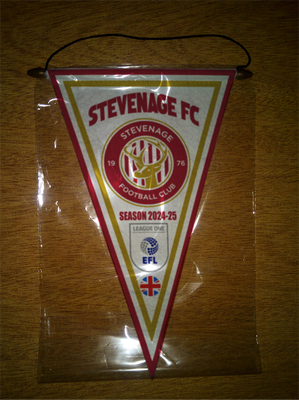 STEVENAGE FC
STEVENAGE
19 76
FOOTBALL CLUB
SEASON 2024-25
LEAGUE ONE
EFL